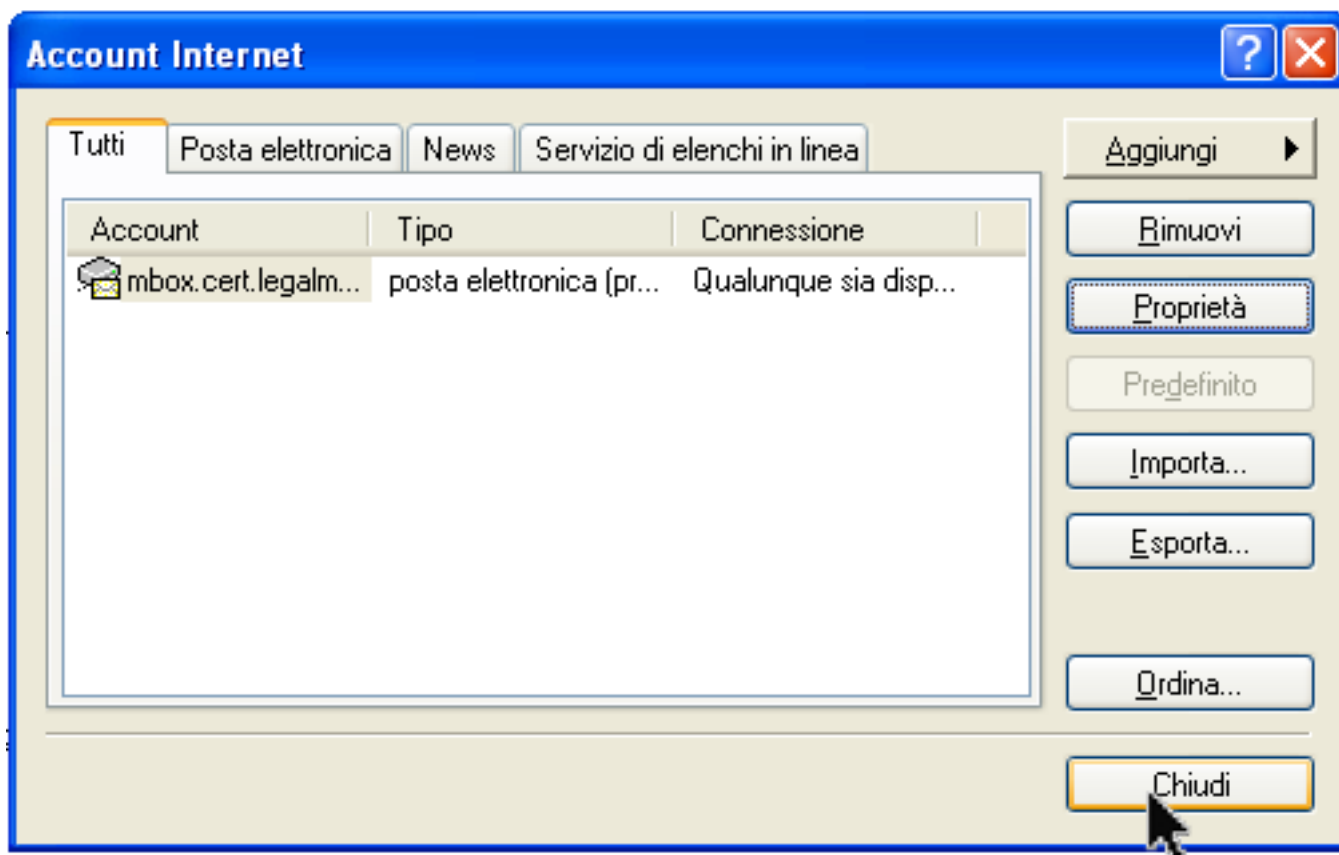 Account Internet
Tutti Posta elettronica News Servizio di elenchi in linea
Aggiungi
Account Tipo Connessione
mbox.cert.legalm... posta elettronica (pr... Qualunque sia disp...
Rimuovi
Proprietà
Predefinito
Importa...
Esporta...
Ordina...
Chiudi